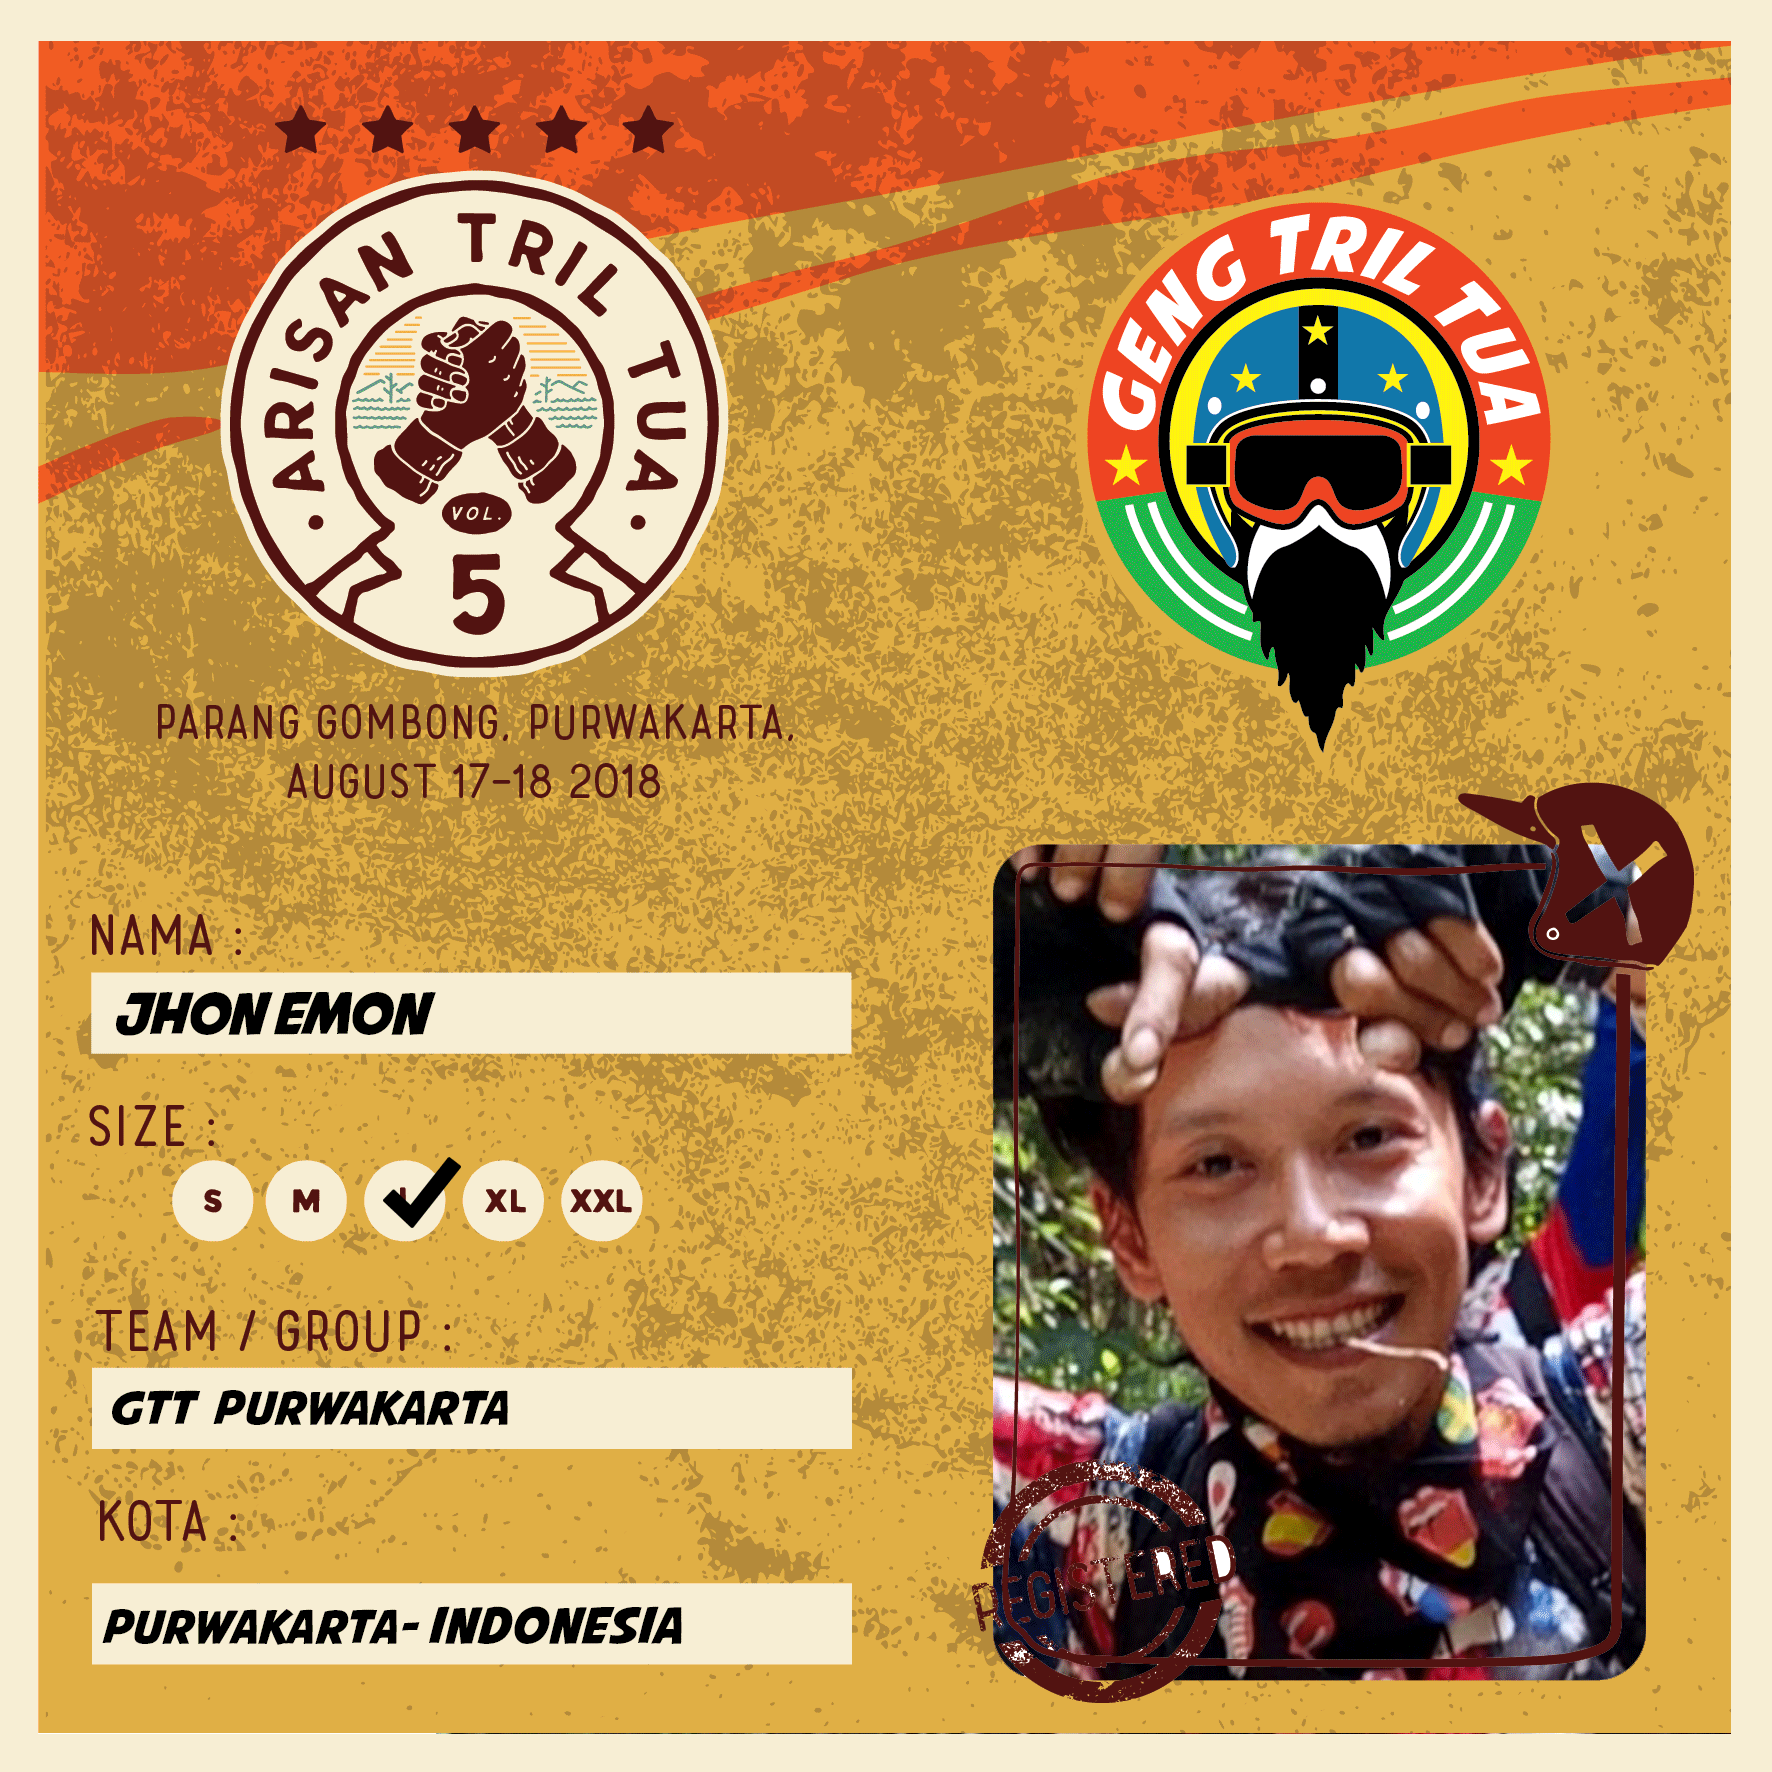 ARISAN TRIL TUA
VOL.
5
GENG TRIL TUA
PARANG GOMBONG, PURWAKARTA,
AUGUST 17-18 2018
NAMA :
JHON EMON
SIZE :
S M L XL XXL
TEAM / GROUP :
GTT PURWAKARTA
KOTA :
PURWAKARTA- INDONESIA
REGISTERED